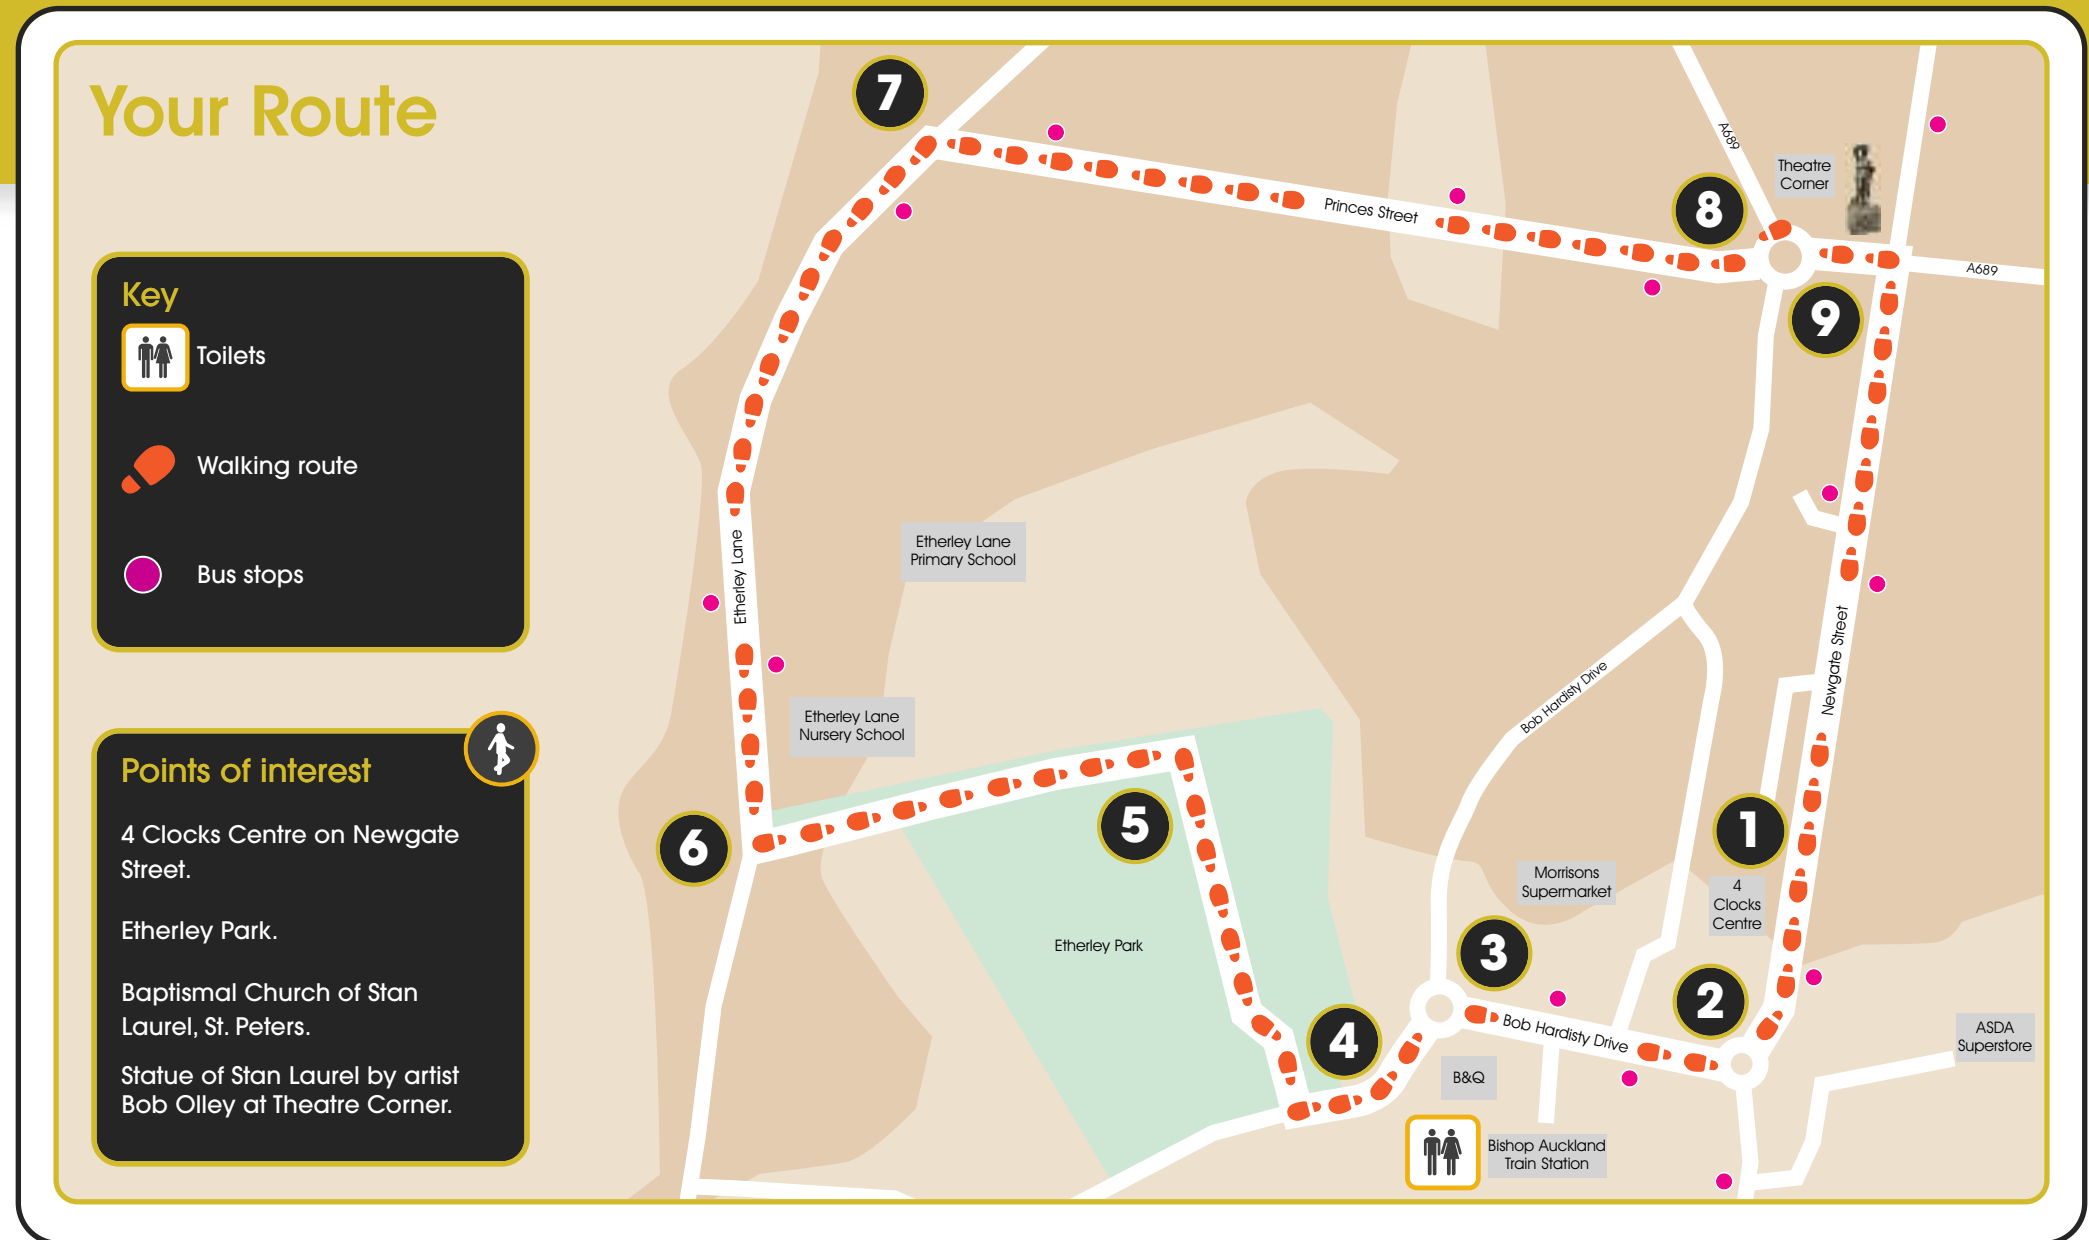 Your Route
Key
Toilets
Walking route
Bus stops
Points of interest
4 Clocks Centre on Newgate
Street.
Etherley Park.
Baptismal Church of Stan
Laurel, St. Peters.
Statue of Stan Laurel by artist
Bob Olley at Theatre Corner.
7
A689
Theatre
Corner
8
Princes Street
A689
9
Etherley Lane
Etherley Lane
Primary School
Newgate Street
Bob Hardisty Drive
Etherley Lane
Nursery School
6
5
1
Morrisons
Supermarket
4
Clocks
Centre
Etherley Park
3
2
4
Bob Hardisty Drive
ASDA
Superstore
B&Q
Bishop Auckland
Train Station